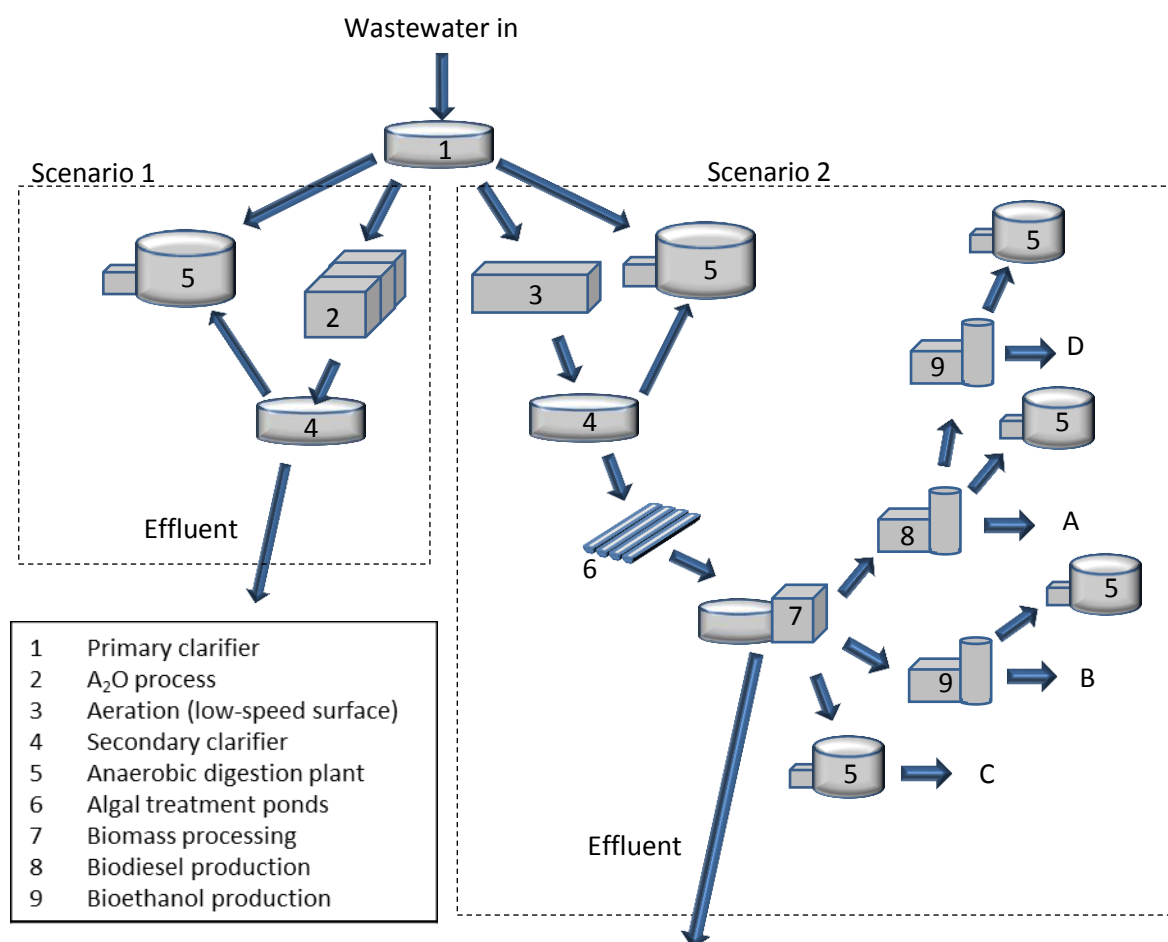 Wastewater in
1
Scenario 1
Scenario 2
5
2
3
5
5
9
D
4
4
5
Effluent
8
A
6
7
5
9
B
5
C
Effluent
1 Primary clarifier
2 A₂O process
3 Aeration (low-speed surface)
4 Secondary clarifier
5 Anaerobic digestion plant
6 Algal treatment ponds
7 Biomass processing
8 Biodiesel production
9 Bioethanol production